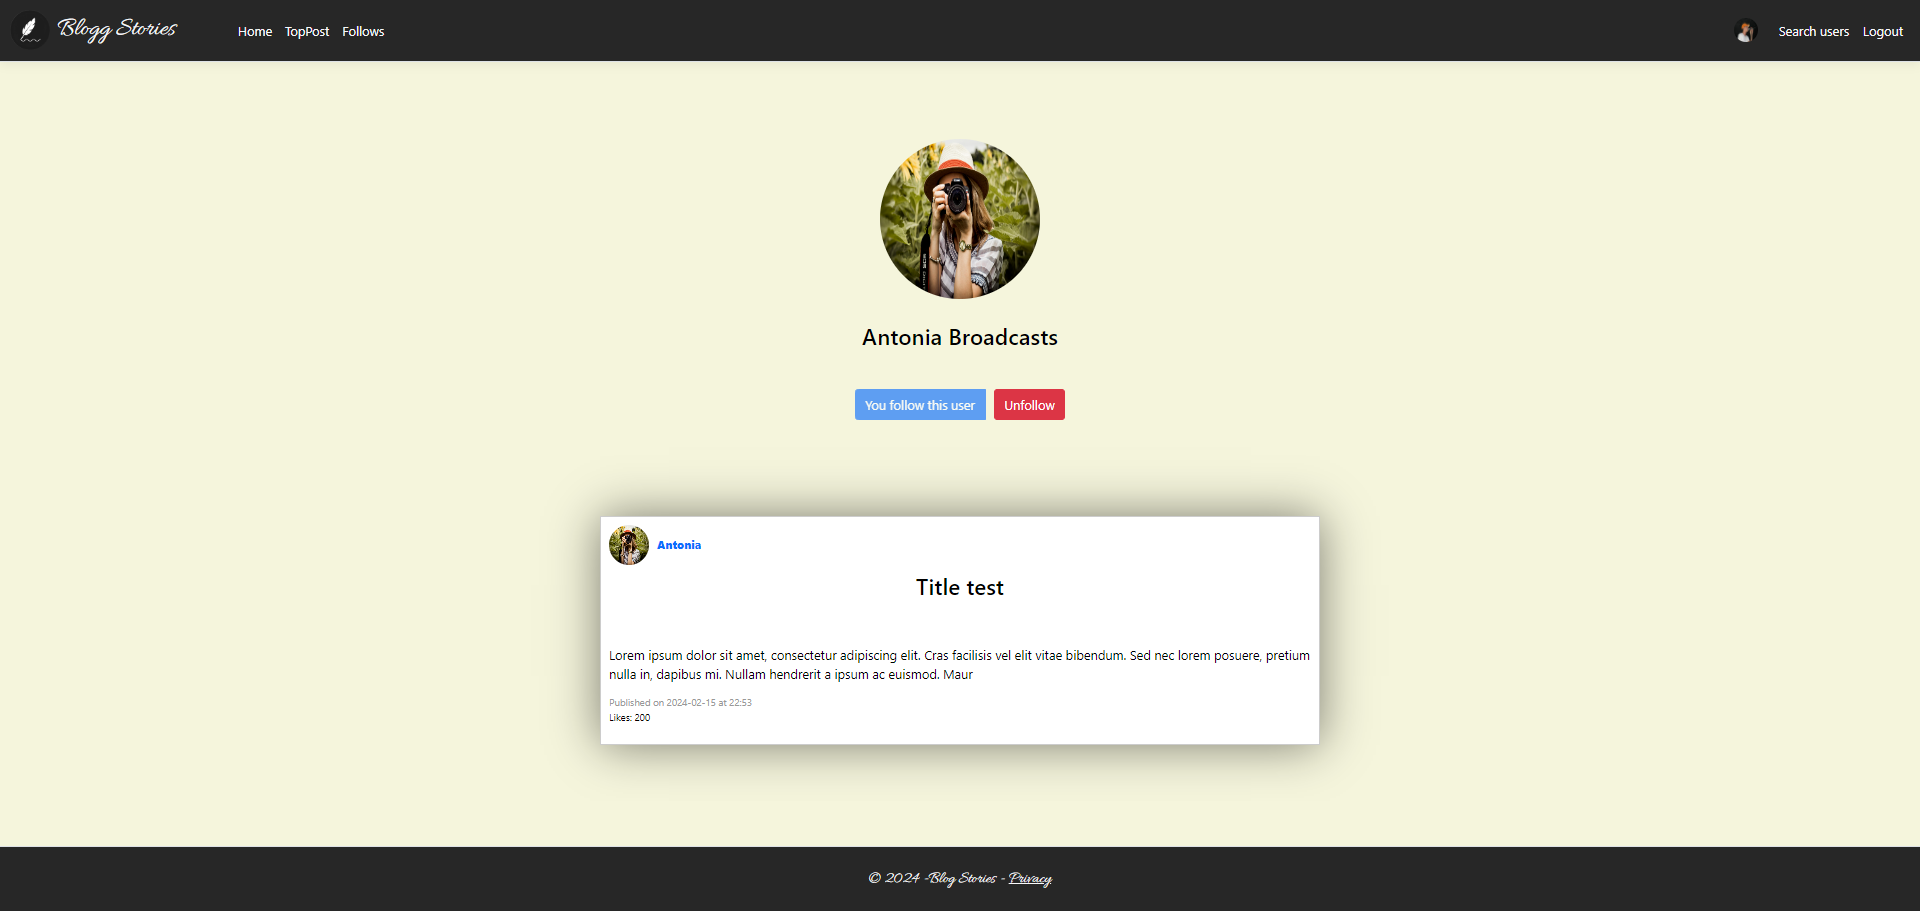 Blogg Stories
Home TopPost Follows
Search users Logout
Antonia Broadcasts
You follow this user Unfollow
Antonia
Title test
Lorem ipsum dolor sit amet, consectetur adipiscing elit. Cras facilisis vel elit vitae bibendum. Sed nec lorem posuere, pretium
nulla in, dapibus mi. Nullam hendrerit a ipsum ac euismod. Maur
Published on 2024-02-15 at 22:53
Likes: 200
© 2024 -Blog Stories - Privacy